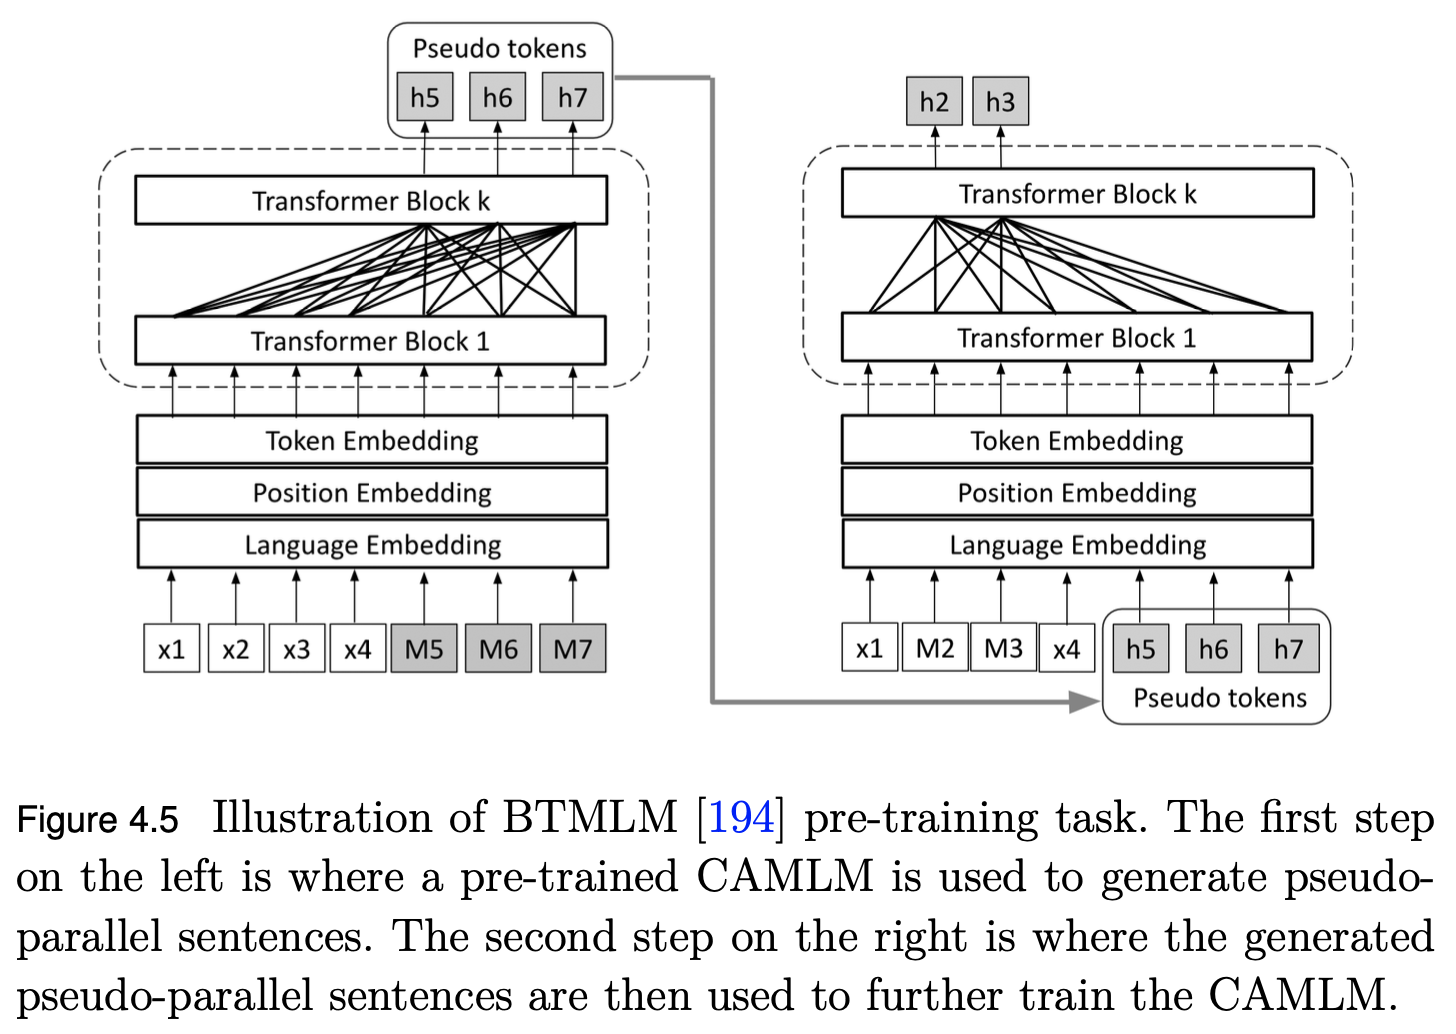 Pseudo tokens
h5 h6 h7
Transformer Block k
Transformer Block 1
Token Embedding
Position Embedding
Language Embedding
x1 x2 x3 x4 M5 M6 M7
h2 h3
Transformer Block k
Transformer Block 1
Token Embedding
Position Embedding
Language Embedding
x1 M2 M3 x4 h5 h6 h7
Pseudo tokens
Figure 4.5 Illustration of BTMLM [194] pre-training task. The first step
on the left is where a pre-trained CAMLM is used to generate pseudo-
parallel sentences. The second step on the right is where the generated
pseudo-parallel sentences are then used to further train the CAMLM.